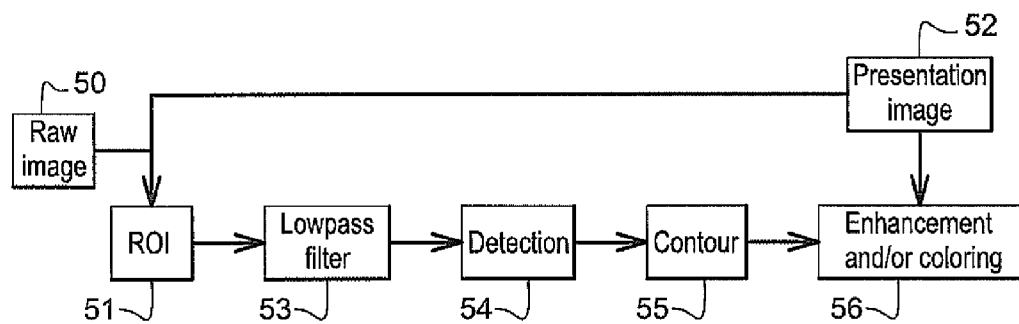 52
50
Presentation
image
Raw
image
ROI
Lowpass
filter
Detection
Contour
Enhancement
and/or coloring
51
53
54
55
56